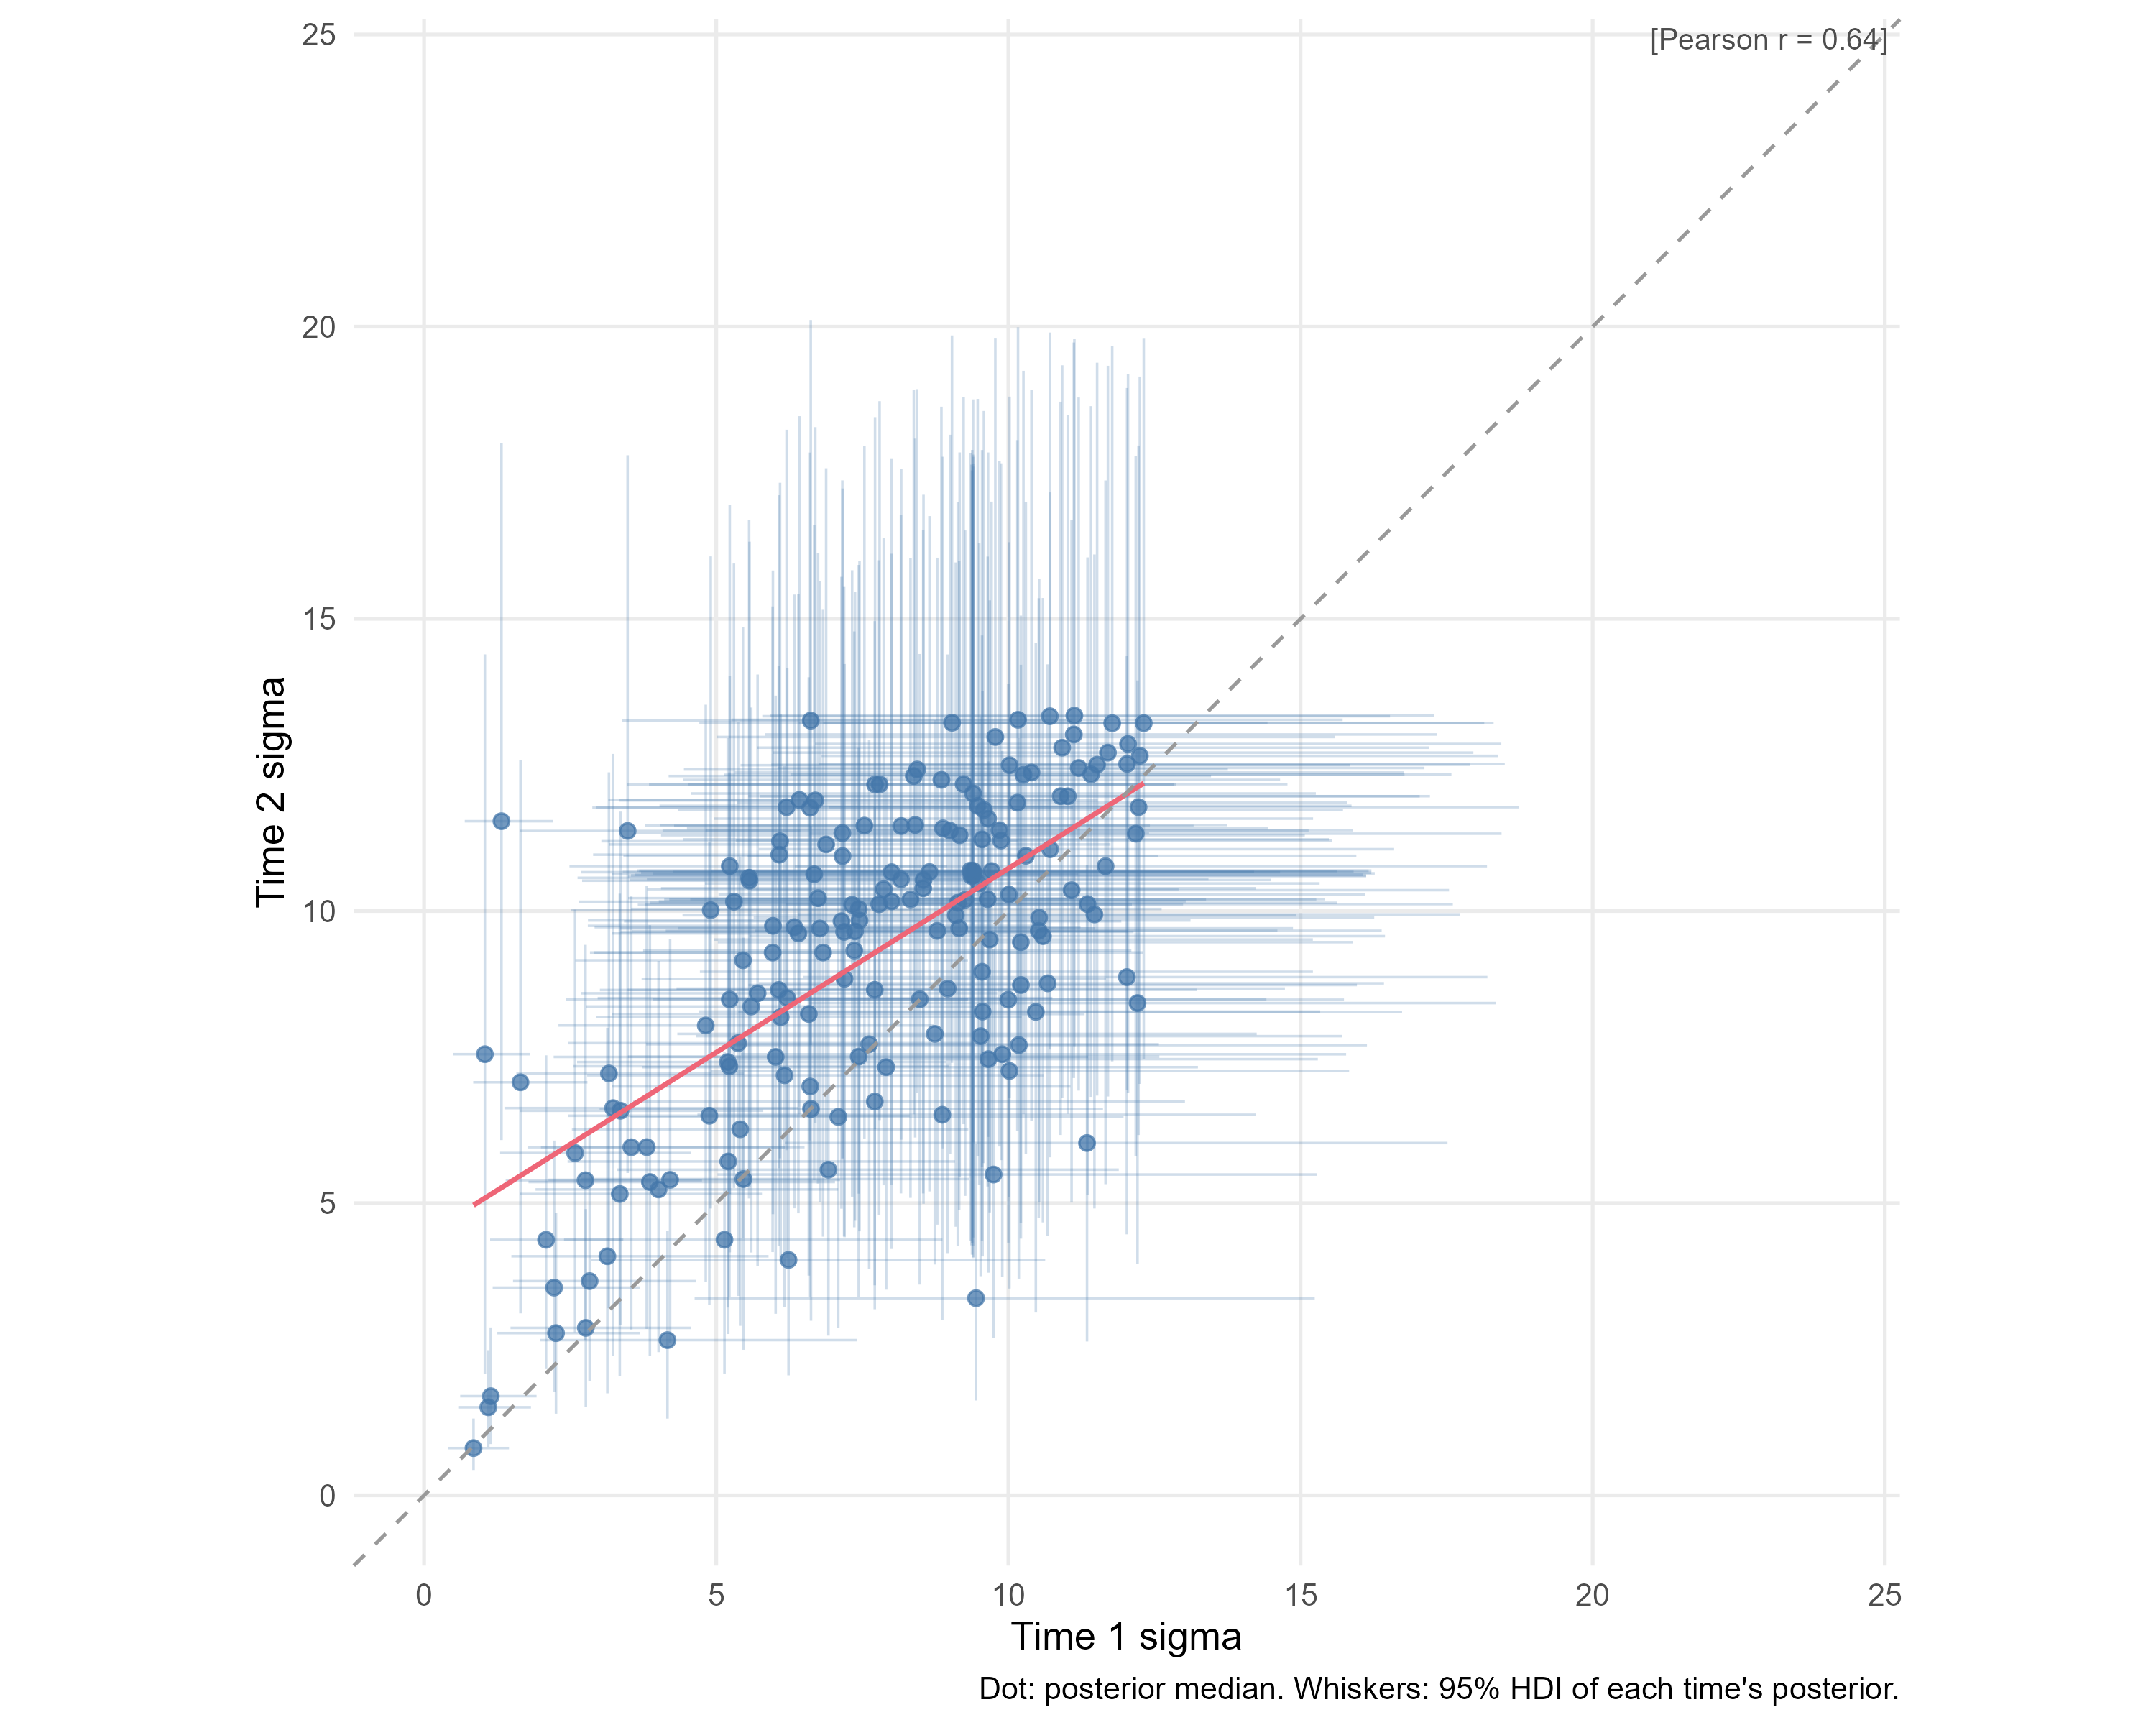 25
[Pearson r = 0.64]
20
15
10
5
0
Time 2 sigma
0 5 10 15 20 25
Time 1 sigma
Dot: posterior median. Whiskers: 95% HDI of each time's posterior.